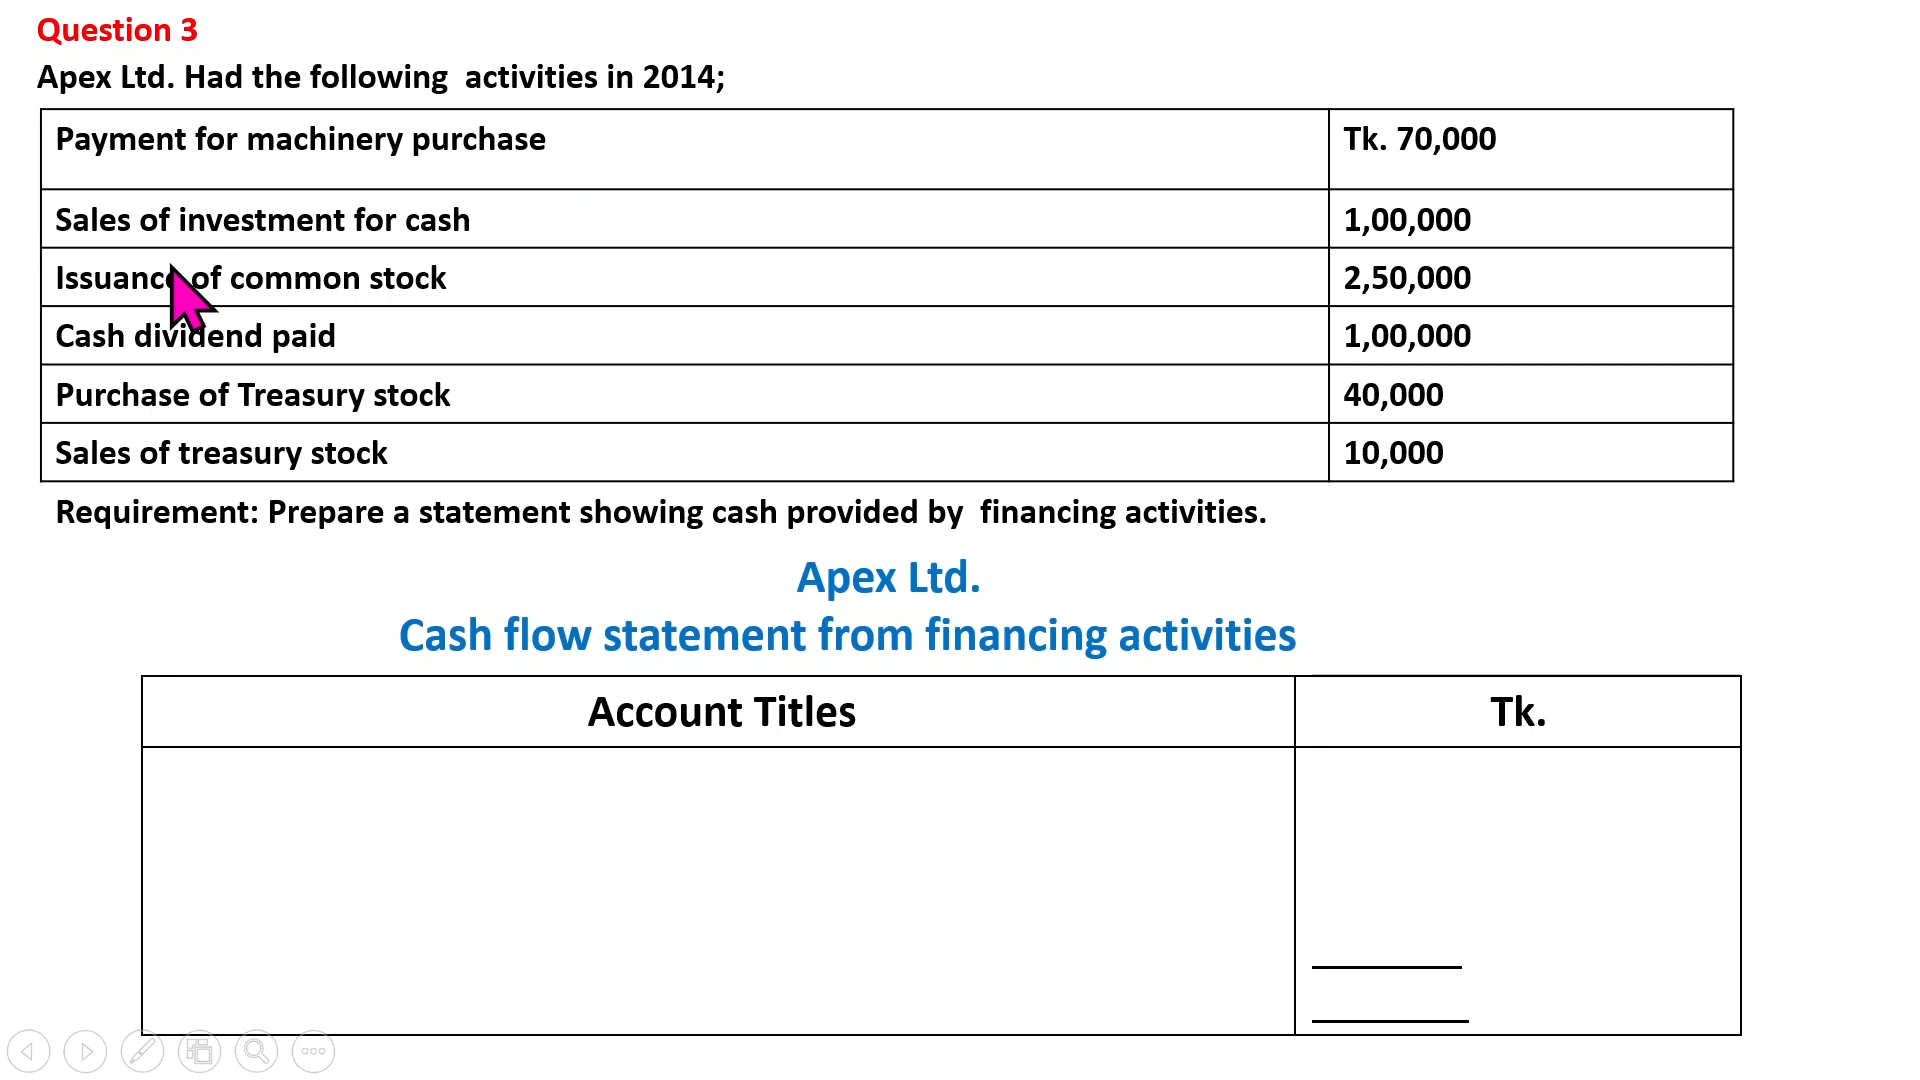 Question 3
Apex Ltd. Had the following activities in 2014;
Payment for machinery purchase Tk. 70,000
Sales of investment for cash 1,00,000
Issuance of common stock 2,50,000
Cash dividend paid 1,00,000
Purchase of Treasury stock 40,000
Sales of treasury stock 10,000
Requirement: Prepare a statement showing cash provided by financing activities.
Apex Ltd.
Cash flow statement from financing activities
Account Titles Tk.